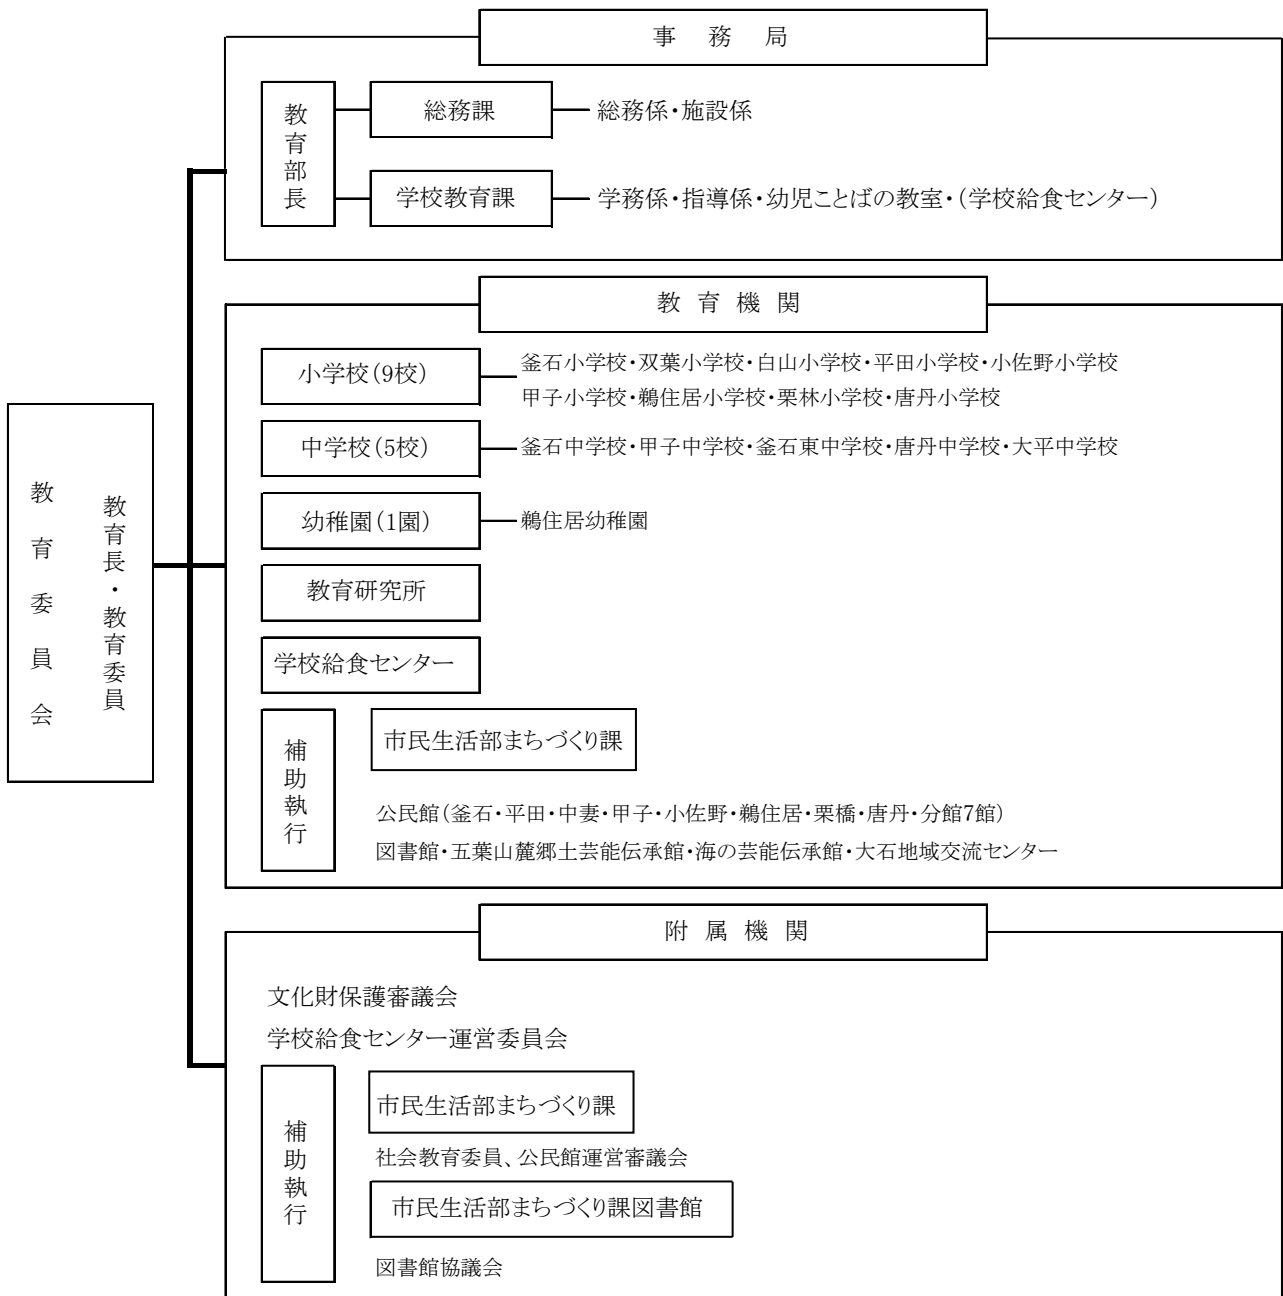 教育委員会
教育長・教育委員
事務局
教育部長
総務課
総務係・施設係
学校教育課
学務係・指導係・幼児ことばの教室・(学校給食センター)
教育機関
小学校(9校)
釜石小学校・双葉小学校・白山小学校・平田小学校・小佐野小学校
甲子小学校・鵜住居小学校・栗林小学校・唐丹小学校
中学校(5校)
釜石中学校・甲子中学校・釜石東中学校・唐丹中学校・大平中学校
幼稚園(1園)
鵜住居幼稚園
教育研究所
学校給食センター
補助執行
市民生活部まちづくり課
公民館(釜石・平田・中妻・甲子・小佐野・鵜住居・栗橋・唐丹・分館7館)
図書館・五葉山麓郷土芸能伝承館・海の芸能伝承館・大石地域交流センター
附属機関
文化財保護審議会
学校給食センター運営委員会
補助執行
市民生活部まちづくり課
社会教育委員、公民館運営審議会
市民生活部まちづくり課図書館
図書館協議会